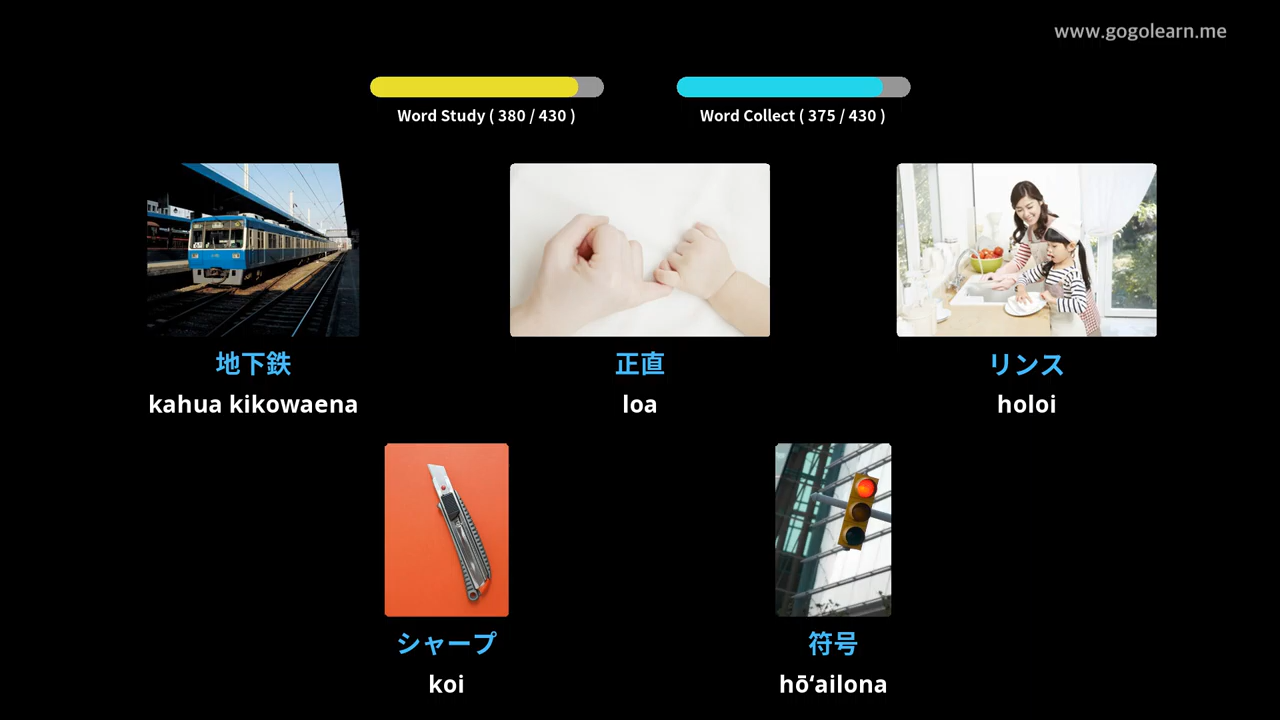 www.gogolearn.me
Word Study ( 380 / 430 )
Word Collect ( 375 / 430 )
地下鉄
kahua kikowaena
正直
loa
リンス
holoi
シャープ
koi
符号
hōʻailona